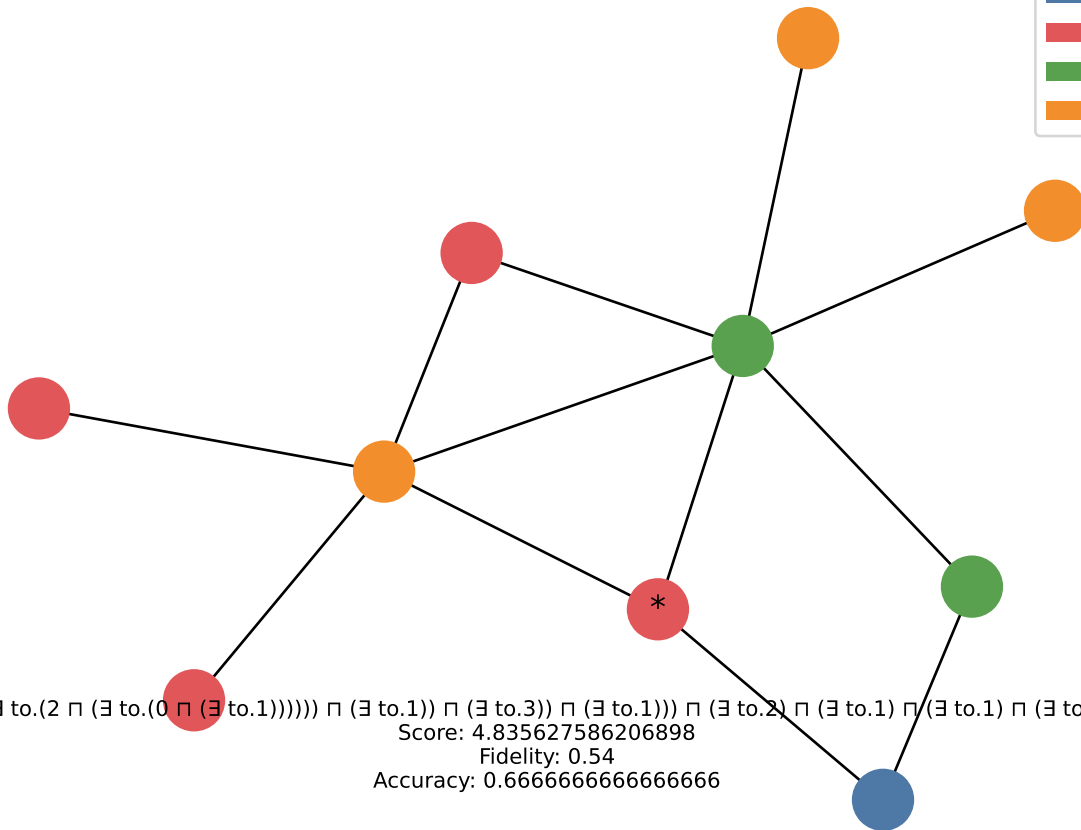 *
∃ to.(2 ⊓ (∃ to.(0 ⊓ (∃ to.1)))))) ⊓ (∃ to.1)) ⊓ (∃ to.3)) ⊓ (∃ to.1))) ⊓ (∃ to.2) ⊓ (∃ to.1) ⊓ (∃ to.1) ⊓ (∃ to
Score: 4.835627586206898
Fidelity: 0.54
Accuracy: 0.6666666666666666